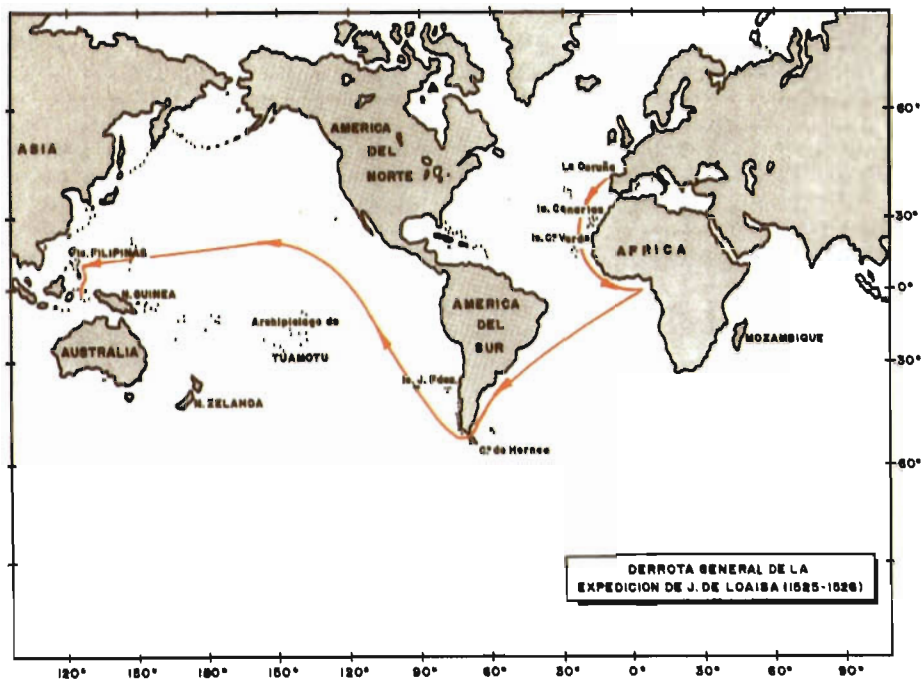 ASIA
AMERICA
DEL
NORTE
La Coruña
Is. Canarias
Is. Cº Verde
AFRICA
Is. FILIPINAS
N. GUINEA
AMERICA
DEL
SUR
Archipiélago de
TUAMOTU
MOZAMBIQUE
AUSTRALIA
Is. J. Fdez.
N. ZELANDA
Cº de Hornos
60°
30°
0°
30°
60°
DERROTA GENERAL DE LA
EXPEDICION DE J. DE LOAISA (1525-1526)
120° 150° 180° 150° 120° 90° 60° 30° 0° 30° 60° 90°